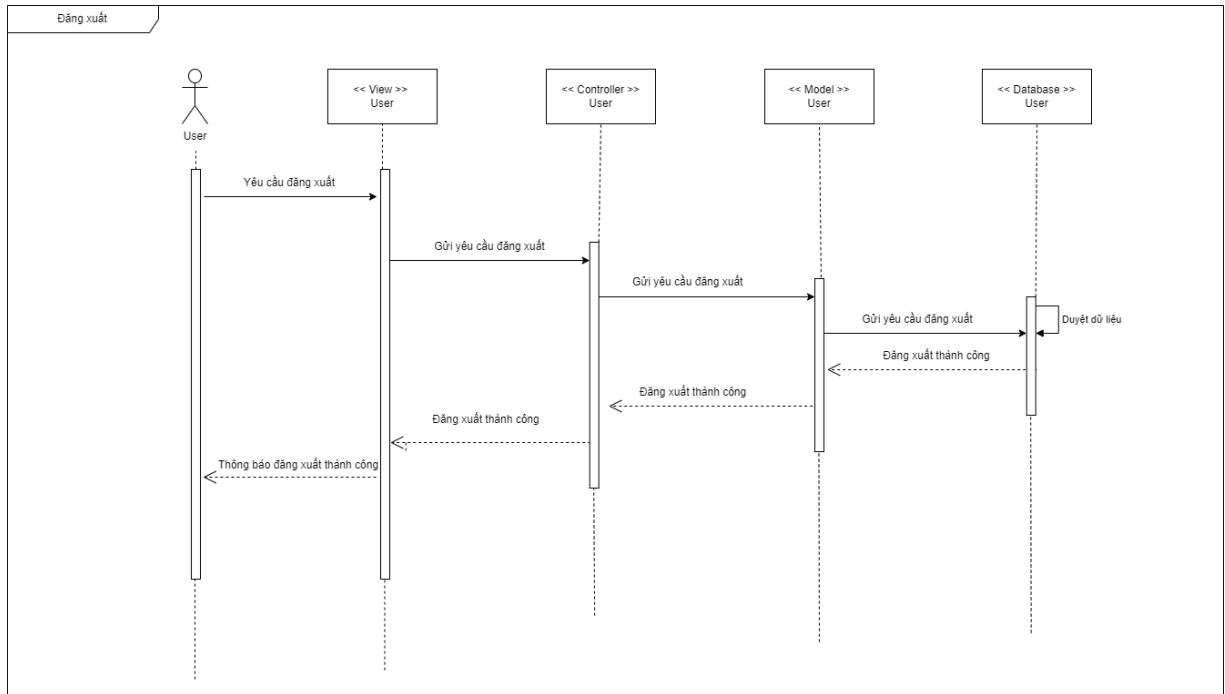 Đăng xuất
<< View >>
User
<< Controller >>
User
<< Model >>
User
<< Database >>
User
User
Yêu cầu đăng xuất
Gửi yêu cầu đăng xuất
Gửi yêu cầu đăng xuất
Gửi yêu cầu đăng xuất
Duyệt dữ liệu
Đăng xuất thành công
Đăng xuất thành công
Đăng xuất thành công
Thông báo đăng xuất thành công